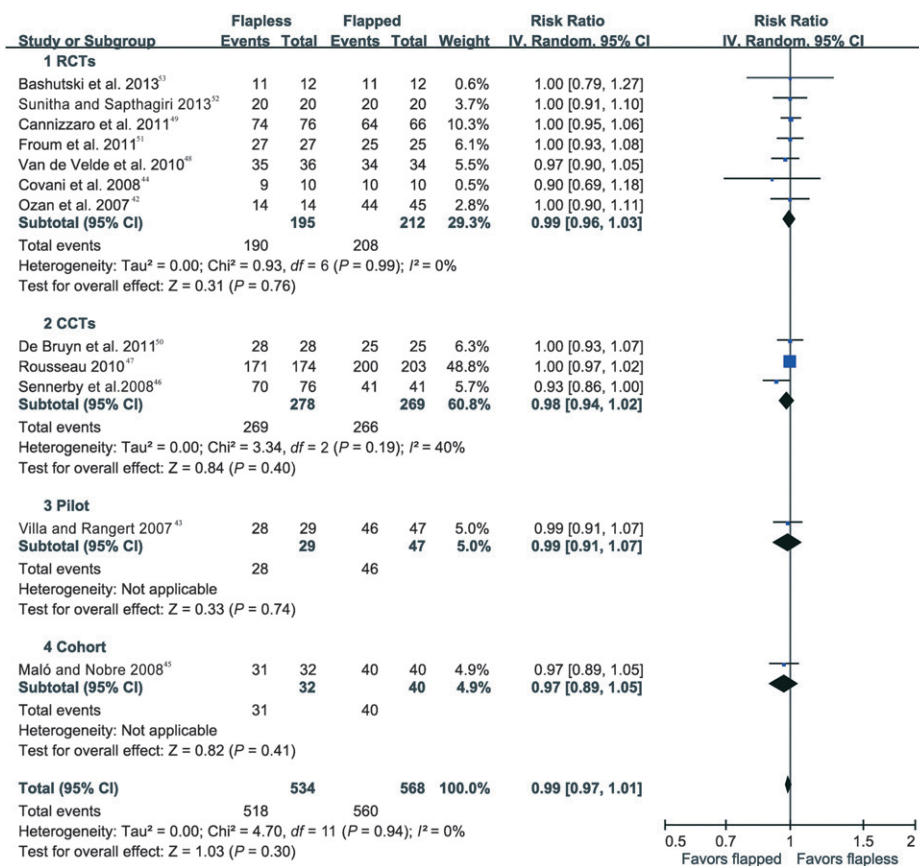 Flapless Flapped Risk Ratio Risk Ratio
Study or Subgroup Events Total Events Total Weight IV. Random. 95% CI IV. Random. 95% CI
1 RCTs
Bashutski et al. 2013⁵³ 11 12 11 12 0.6% 1.00 [0.79, 1.27]
Sunitha and Sapthagiri 2013⁵² 20 20 20 20 3.7% 1.00 [0.91, 1.10]
Cannizzaro et al. 2011⁴⁹ 74 76 64 66 10.3% 1.00 [0.95, 1.06]
Froum et al. 2011⁵¹ 27 27 25 25 6.1% 1.00 [0.93, 1.08]
Van de Velde et al. 2010⁴⁸ 35 36 34 34 5.5% 0.97 [0.90, 1.05]
Covani et al. 2008⁴⁴ 9 10 10 10 0.5% 0.90 [0.69, 1.18]
Ozan et al. 2007⁴² 14 14 44 45 2.8% 1.00 [0.90, 1.11]
Subtotal (95% CI) 195 212 29.3% 0.99 [0.96, 1.03]
Total events 190 208
Heterogeneity: Tau² = 0.00; Chi² = 0.93, df = 6 (P = 0.99); I² = 0%
Test for overall effect: Z = 0.31 (P = 0.76)
2 CCTs
De Bruyn et al. 2011⁵⁰ 28 28 25 25 6.3% 1.00 [0.93, 1.07]
Rousseau 2010⁴⁷ 171 174 200 203 48.8% 1.00 [0.97, 1.02]
Sennerby et al.2008⁴⁶ 70 76 41 41 5.7% 0.93 [0.86, 1.00]
Subtotal (95% CI) 278 269 60.8% 0.98 [0.94, 1.02]
Total events 269 266
Heterogeneity: Tau² = 0.00; Chi² = 3.34, df = 2 (P = 0.19); I² = 40%
Test for overall effect: Z = 0.84 (P = 0.40)
3 Pilot
Villa and Rangert 2007⁴³ 28 29 46 47 5.0% 0.99 [0.91, 1.07]
Subtotal (95% CI) 29 47 5.0% 0.99 [0.91, 1.07]
Total events 28 46
Heterogeneity: Not applicable
Test for overall effect: Z = 0.33 (P = 0.74)
4 Cohort
Maló and Nobre 2008⁴⁵ 31 32 40 40 4.9% 0.97 [0.89, 1.05]
Subtotal (95% CI) 32 40 4.9% 0.97 [0.89, 1.05]
Total events 31 40
Heterogeneity: Not applicable
Test for overall effect: Z = 0.82 (P = 0.41)
Total (95% CI) 534 568 100.0% 0.99 [0.97, 1.01]
Total events 518 560
Heterogeneity: Tau² = 0.00; Chi² = 4.70, df = 11 (P = 0.94); I² = 0%
Test for overall effect: Z = 1.03 (P = 0.30)
0.5 0.7 1 1.5 2
Favors flapped Favors flapless